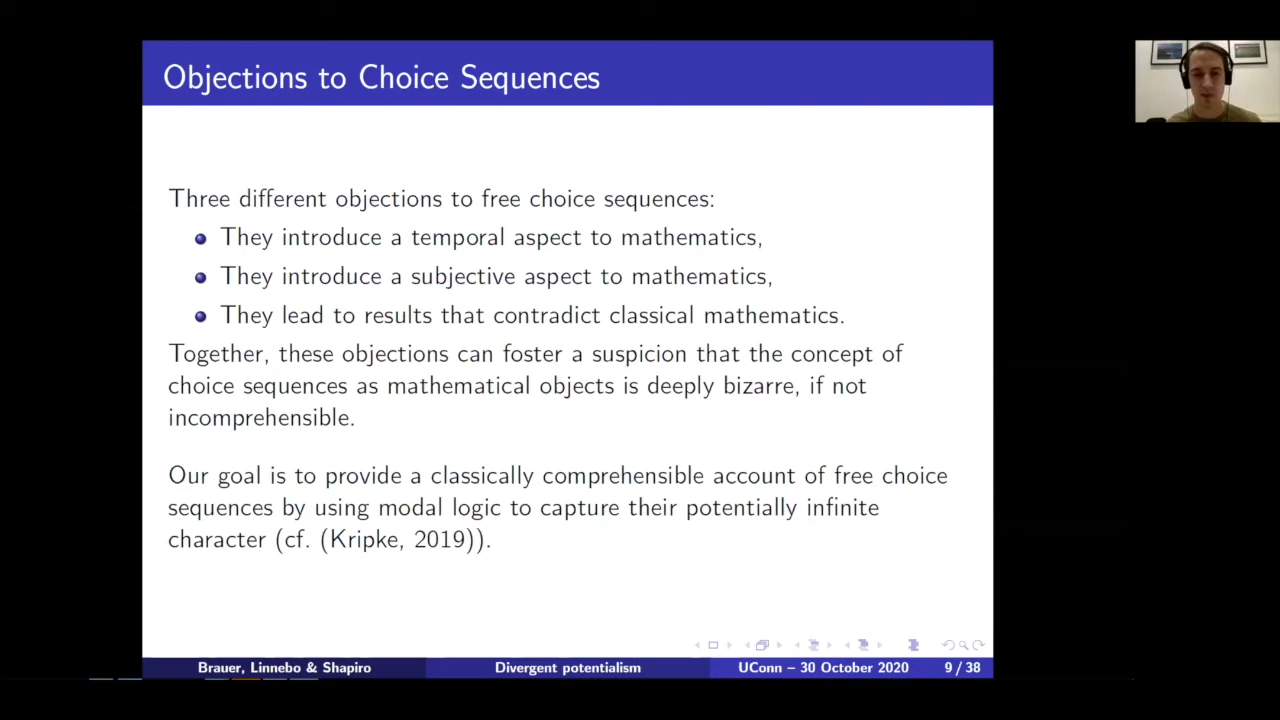 Objections to Choice Sequences
Three different objections to free choice sequences:
They introduce a temporal aspect to mathematics,
They introduce a subjective aspect to mathematics,
They lead to results that contradict classical mathematics.
Together, these objections can foster a suspicion that the concept of
choice sequences as mathematical objects is deeply bizarre, if not
incomprehensible.
Our goal is to provide a classically comprehensible account of free choice
sequences by using modal logic to capture their potentially infinite
character (cf. (Kripke, 2019)).
Brauer, Linnebo & Shapiro Divergent potentialism UConn – 30 October 2020 9 / 38